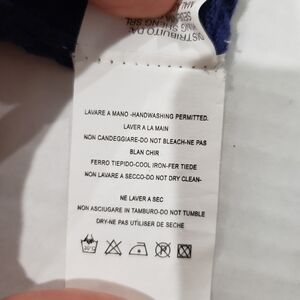 DISTRIBUITO DA:
LAVARE A MANO -HANDWASHING PERMITTED.
LAVER A LA MAIN
NON CANDEGGIARE-DO NOT BLEACH-NE PAS
BLAN CHIR
FERRO TIEPIDO-COOL IRON-FER TIEDE
NON LAVARE A SECCO-DO NOT DRY CLEAN-
NE LAVER A SEC
NON ASCIUGARE IN TAMBURO-DO NOT TUMBLE
DRY-NE PAS UTILISER DE SECHE